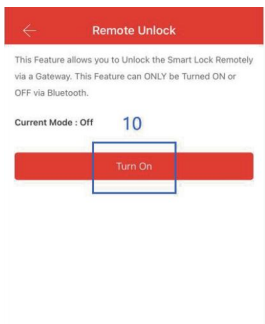 Remote Unlock
This Feature allows you to Unlock the Smart Lock Remotely
via a Gateway. This Feature can ONLY be Turned ON or
OFF via Bluetooth.
Current Mode : Off
10
Turn On